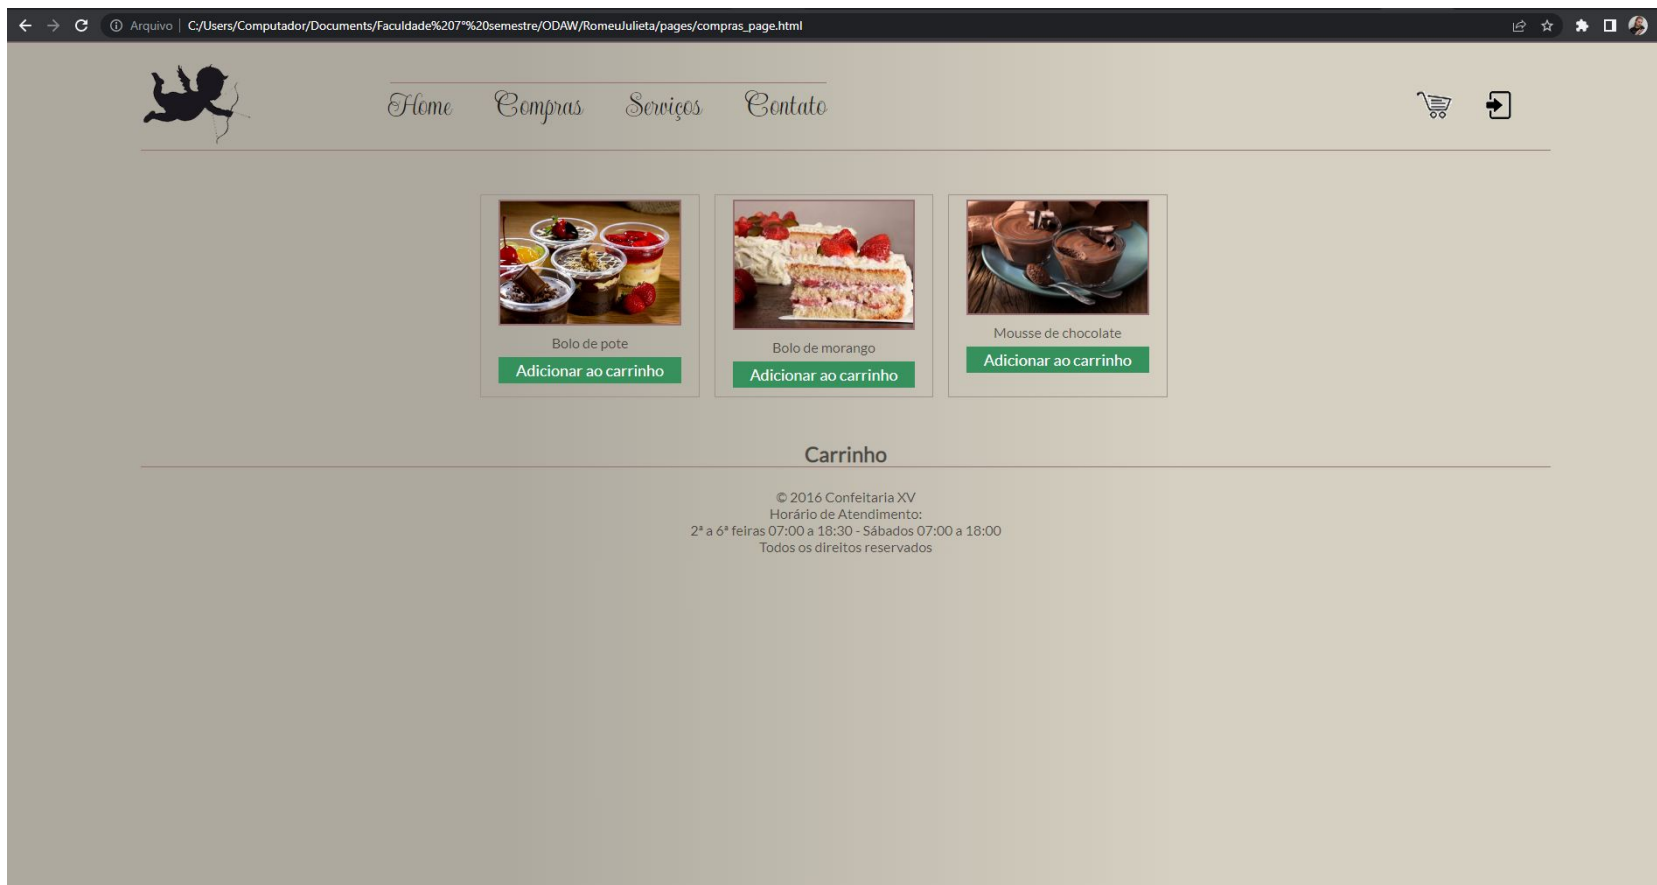 Arquivo | C:/Users/Computador/Documents/Faculdade%207°%20semestre/ODAW/RomeuJulieta/pages/compras_page.html
Home Compras Serviços Contato
Bolo de pote
Adicionar ao carrinho
Bolo de morango
Adicionar ao carrinho
Mousse de chocolate
Adicionar ao carrinho
Carrinho
© 2016 Confeitaria XV
Horário de Atendimento:
2ª a 6ª feiras 07:00 a 18:30 - Sábados 07:00 a 18:00
Todos os direitos reservados